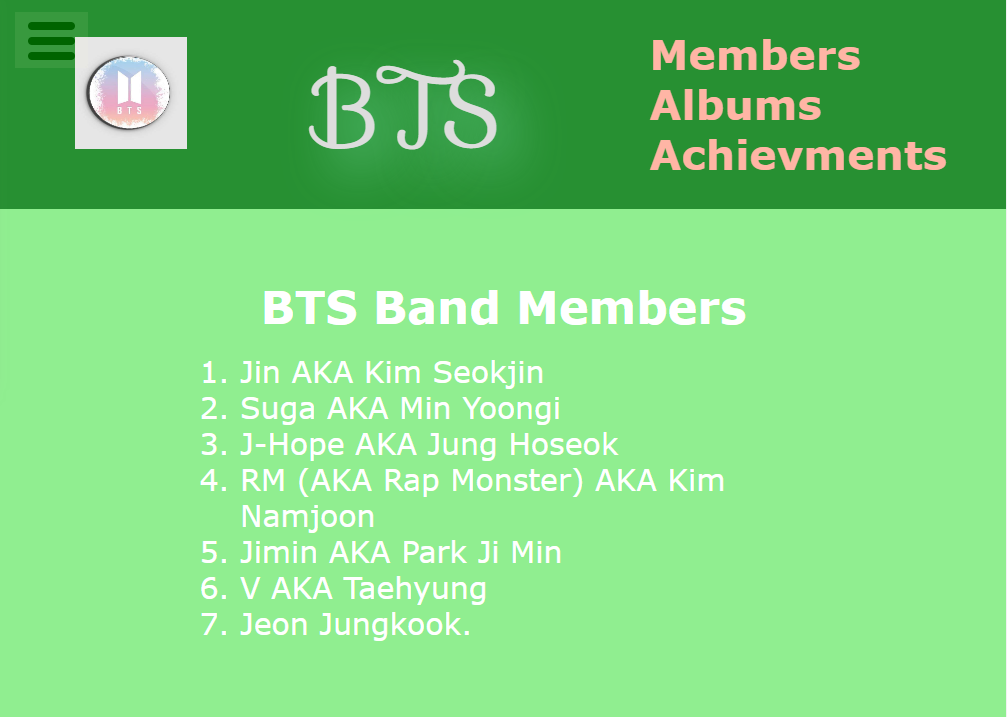 BTS
BTS
Members
Albums
Achievments
BTS Band Members
1. Jin AKA Kim Seokjin
2. Suga AKA Min Yoongi
3. J-Hope AKA Jung Hoseok
4. RM (AKA Rap Monster) AKA Kim
Namjoon
5. Jimin AKA Park Ji Min
6. V AKA Taehyung
7. Jeon Jungkook.